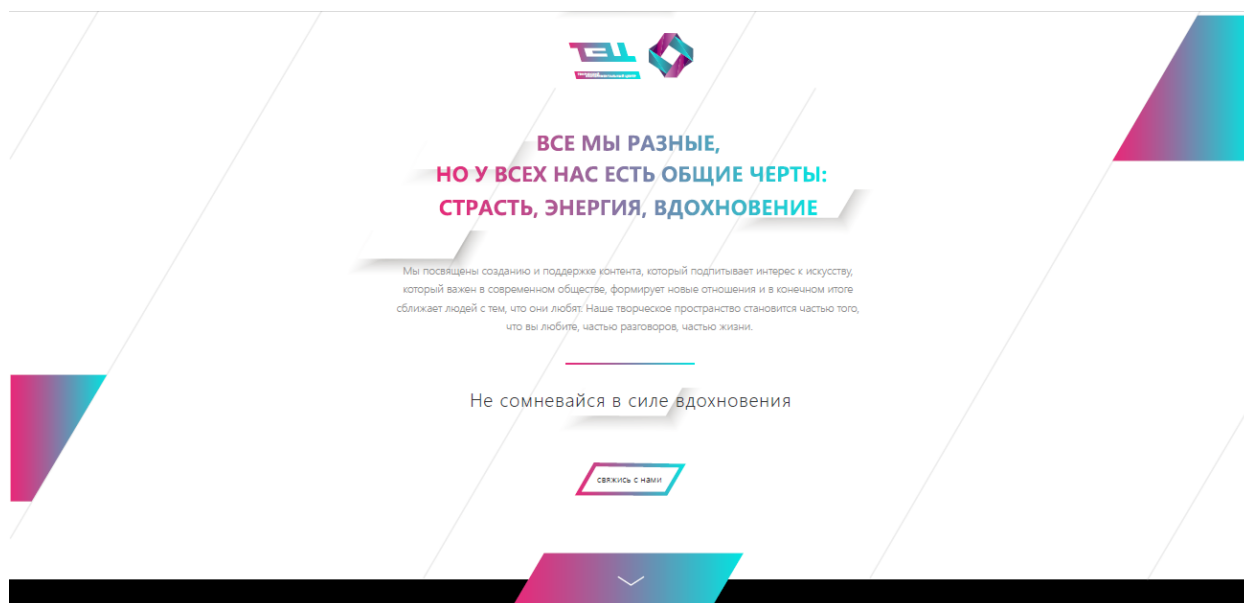 ТЕЦ
ВСЕ МЫ РАЗНЫЕ,
НО У ВСЕХ НАС ЕСТЬ ОБЩИЕ ЧЕРТЫ:
СТРАСТЬ, ЭНЕРГИЯ, ВДОХНОВЕНИЕ
Мы посвящены созданию и поддержке контента, который подпитывает интерес к искусству,
который важен в современном обществе, формирует новые отношения и в конечном итоге
сближает людей с тем, что они любят. Наше творческое пространство становится частью того,
что вы любите, частью разговоров, частью жизни.
Не сомневайся в силе вдохновения
свяжись с нами